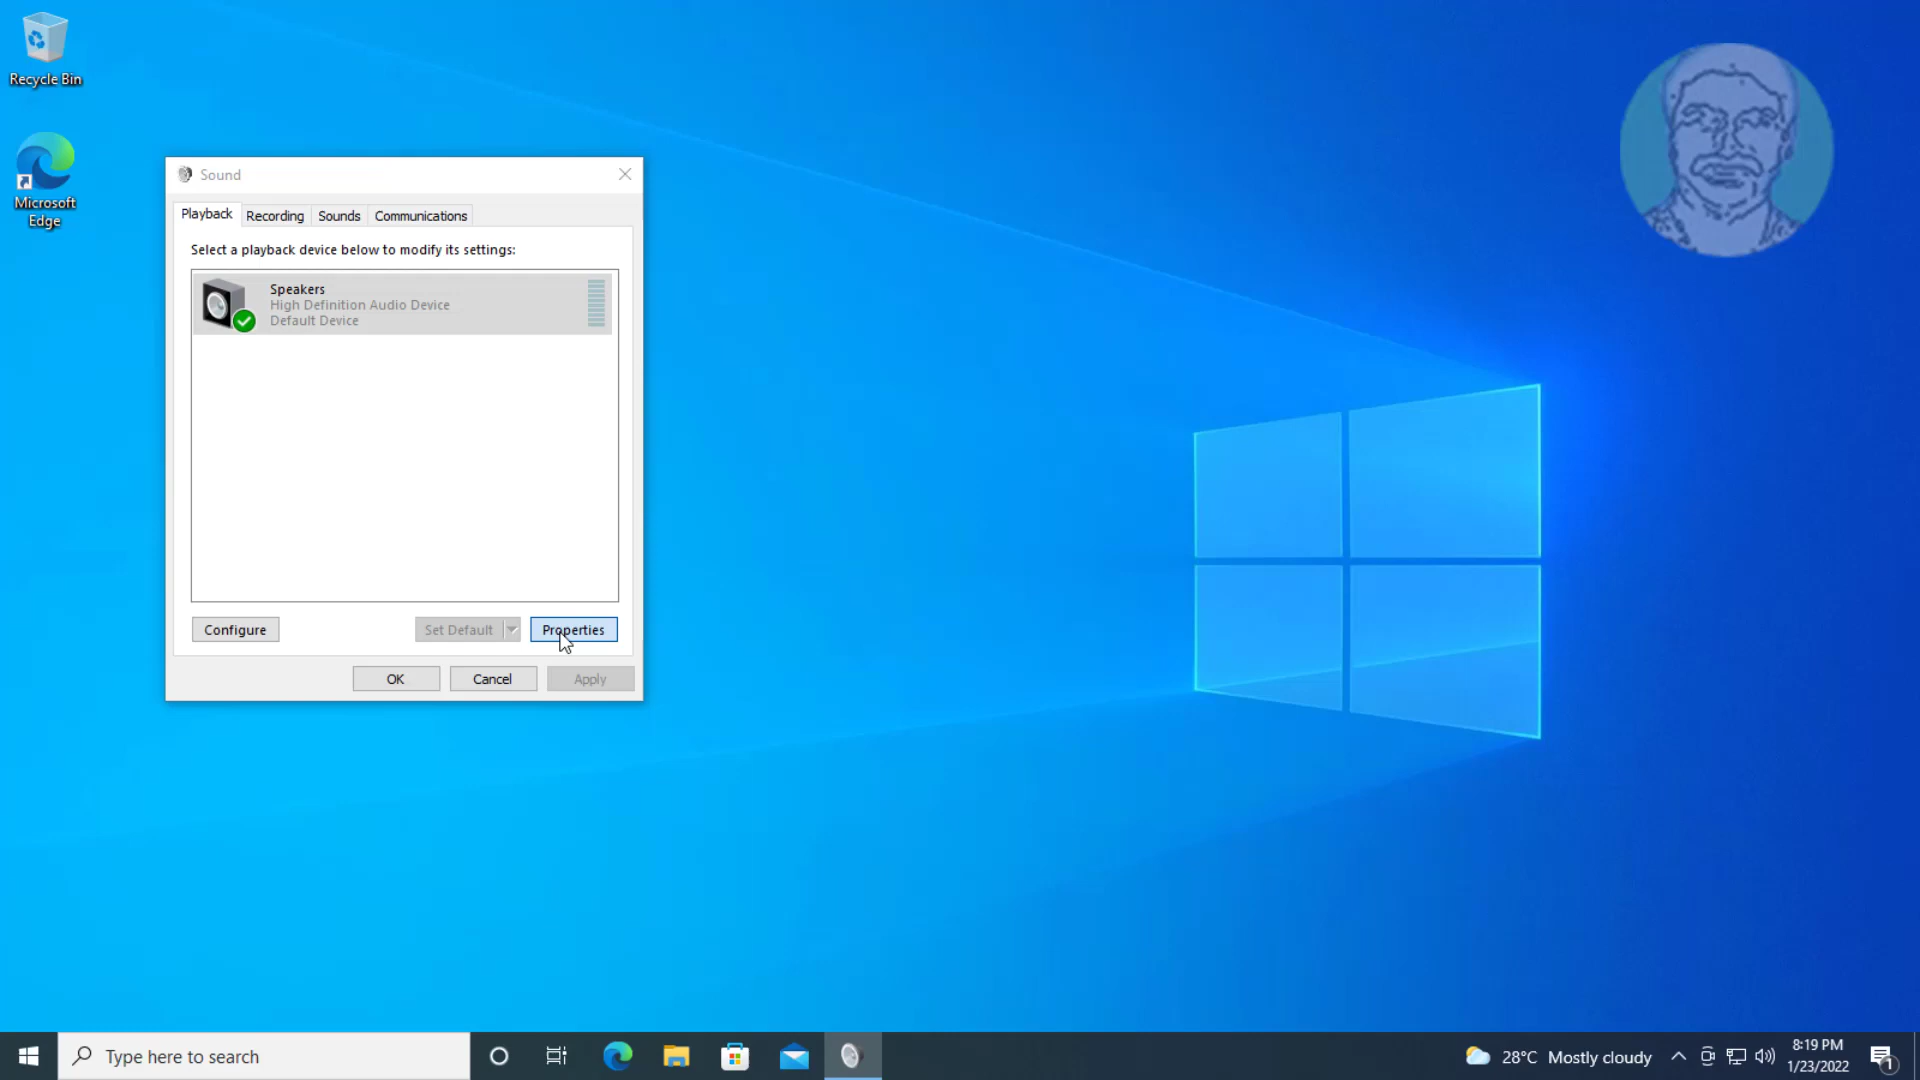 Recycle Bin
Microsoft
Edge
Sound
Playback
Recording
Sounds
Communications
Select a playback device below to modify its settings:
Speakers
High Definition Audio Device
Default Device
Configure
Set Default
Properties
OK
Cancel
Apply
Type here to search
28°C Mostly cloudy
8:19 PM
1/23/2022
1